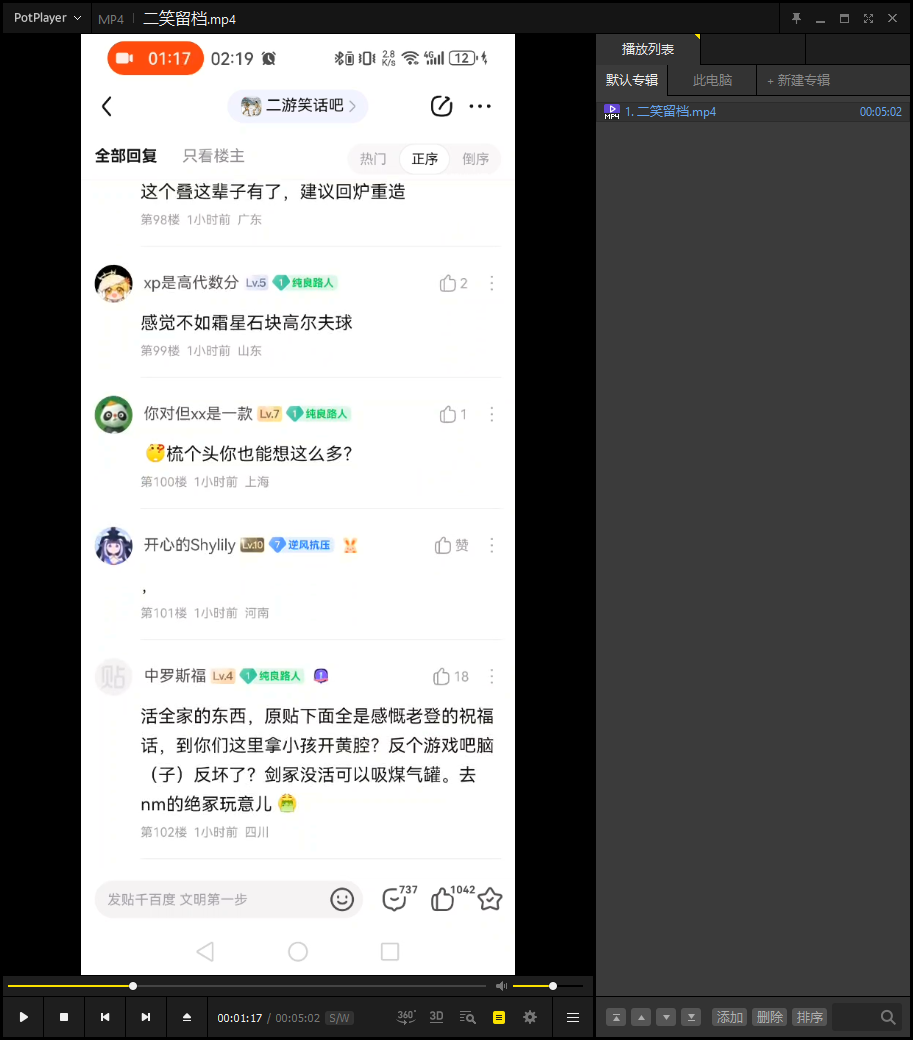 PotPlayer MP4 二笑留档.mp4
01:17 02:19 2.8 K/s 4G 12
二游笑话吧
全部回复 只看楼主 热门 正序 倒序
这个叠这辈子有了，建议回炉重造
第98楼 1小时前 广东
xp是高代数分 Lv.5 1 纯良路人 2
感觉不如霜星石块高尔夫球
第99楼 1小时前 山东
你对但xx是一款 Lv.7 1 纯良路人 1
梳个头你也能想这么多？
第100楼 1小时前 上海
开心的Shylily Lv.10 7 逆风抗压 赞
，
第101楼 1小时前 河南
贴
中罗斯福 Lv.4 1 纯良路人 18
活全家的东西，原贴下面全是感慨老登的祝福
话，到你们这里拿小孩开黄腔？反个游戏吧脑
（子）反坏了？剑冢没活可以吸煤气罐。去
nm的绝冢玩意儿
第102楼 1小时前 四川
发贴千百度 文明第一步 737 1042
00:01:17 / 00:05:02 S/W 360° 3D
播放列表
默认专辑 此电脑 + 新建专辑
MP4 1. 二笑留档.mp4 00:05:02
添加 删除 排序